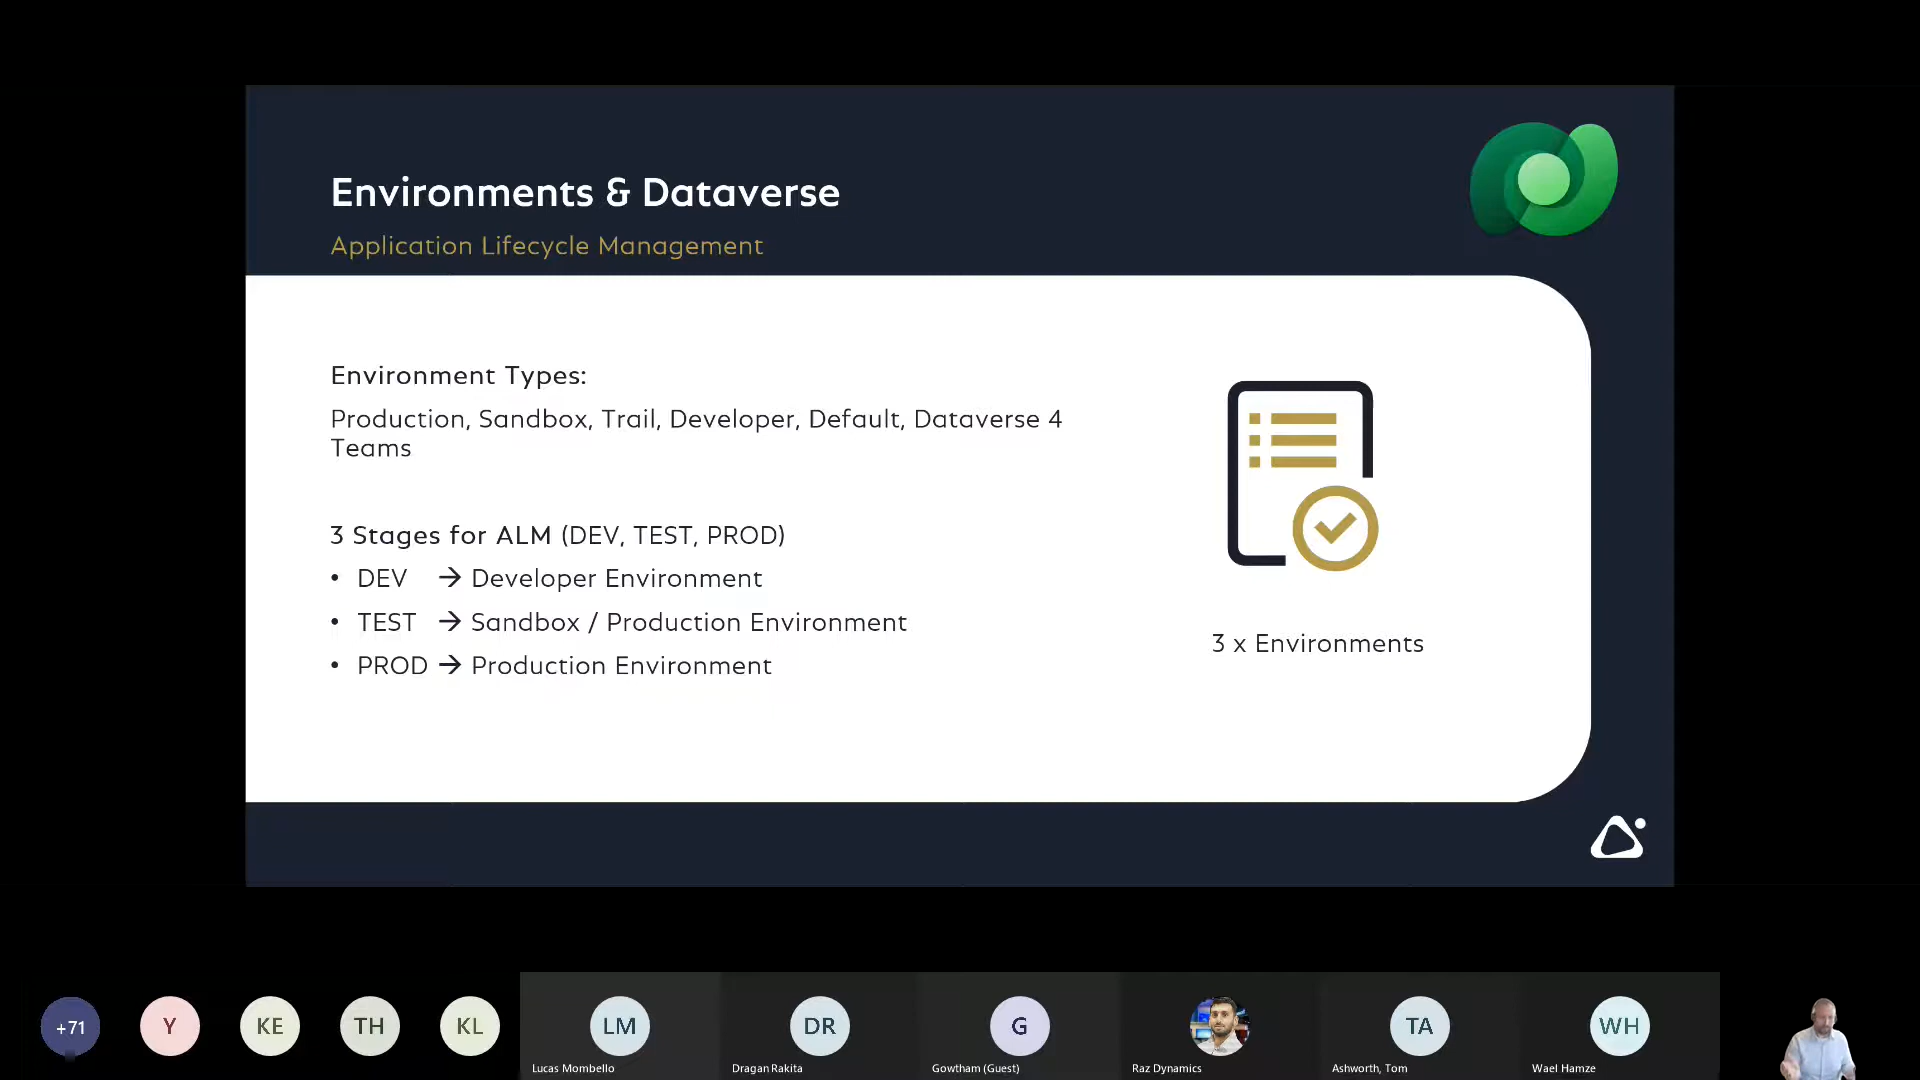 Environments & Dataverse
Application Lifecycle Management
Environment Types:
Production, Sandbox, Trail, Developer, Default, Dataverse 4
Teams
3 Stages for ALM (DEV, TEST, PROD)
• DEV → Developer Environment
• TEST → Sandbox / Production Environment
• PROD → Production Environment
3 x Environments
+71
Y
KE
TH
KL
LM
DR
G
TA
WH
Lucas Mombello
Dragan Rakita
Gowtham (Guest)
Raz Dynamics
Ashworth, Tom
Wael Hamze